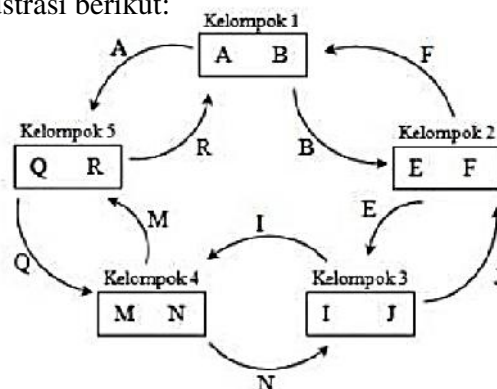 strasi berikut:
Kelompok 1
A B
A
F
R
B
Kelompok 5
Q R
Kelompok 2
E F
M
I
E
Q
J
Kelompok 4
M N
Kelompok 3
I J
N